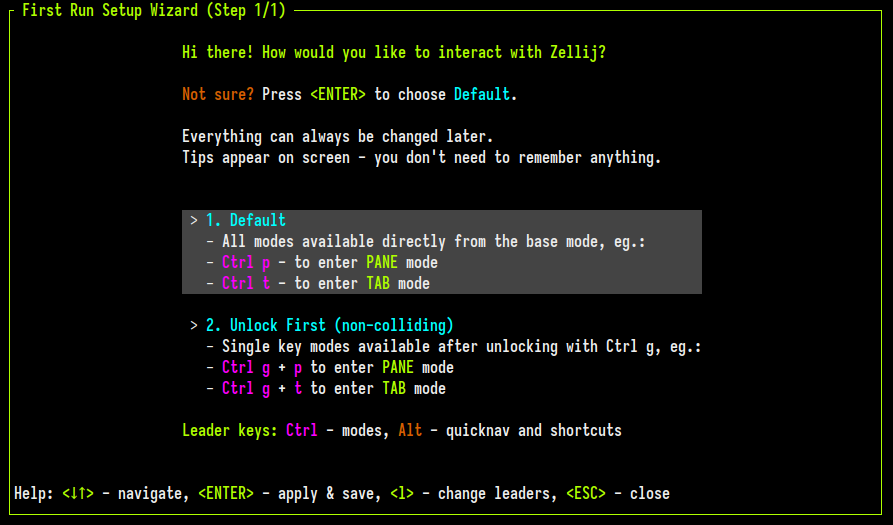 First Run Setup Wizard (Step 1/1)
Hi there! How would you like to interact with Zellij?
Not sure? Press <ENTER> to choose Default.
Everything can always be changed later.
Tips appear on screen - you don't need to remember anything.
> 1. Default
- All modes available directly from the base mode, eg.:
- Ctrl p - to enter PANE mode
- Ctrl t - to enter TAB mode
> 2. Unlock First (non-colliding)
- Single key modes available after unlocking with Ctrl g, eg.:
- Ctrl g + p to enter PANE mode
- Ctrl g + t to enter TAB mode
Leader keys: Ctrl - modes, Alt - quicknav and shortcuts
Help: <↓↑> - navigate, <ENTER> - apply & save, <l> - change leaders, <ESC> - close